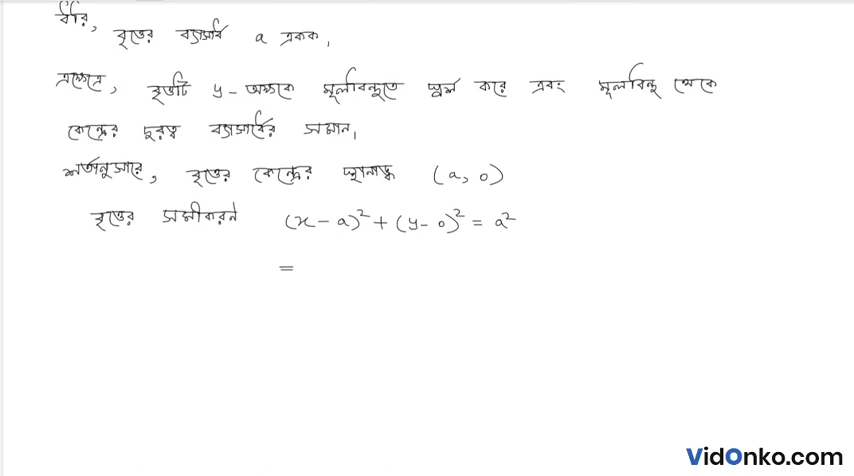 ধরি,
বৃত্তের ব্যাসার্ধ a একক,
এক্ষেত্রে, বৃত্তটি y-অক্ষকে মূলবিন্দুতে স্পর্শ করে এবং মূলবিন্দু থেকে
কেন্দ্রের দূরত্ব ব্যাসার্ধের সমান,
শর্তানুসারে, বৃত্তের কেন্দ্রের স্থানাঙ্ক (a, 0)
বৃত্তের সমীকরণ (x - a)² + (y - 0)² = a²
=
VidOnko.com